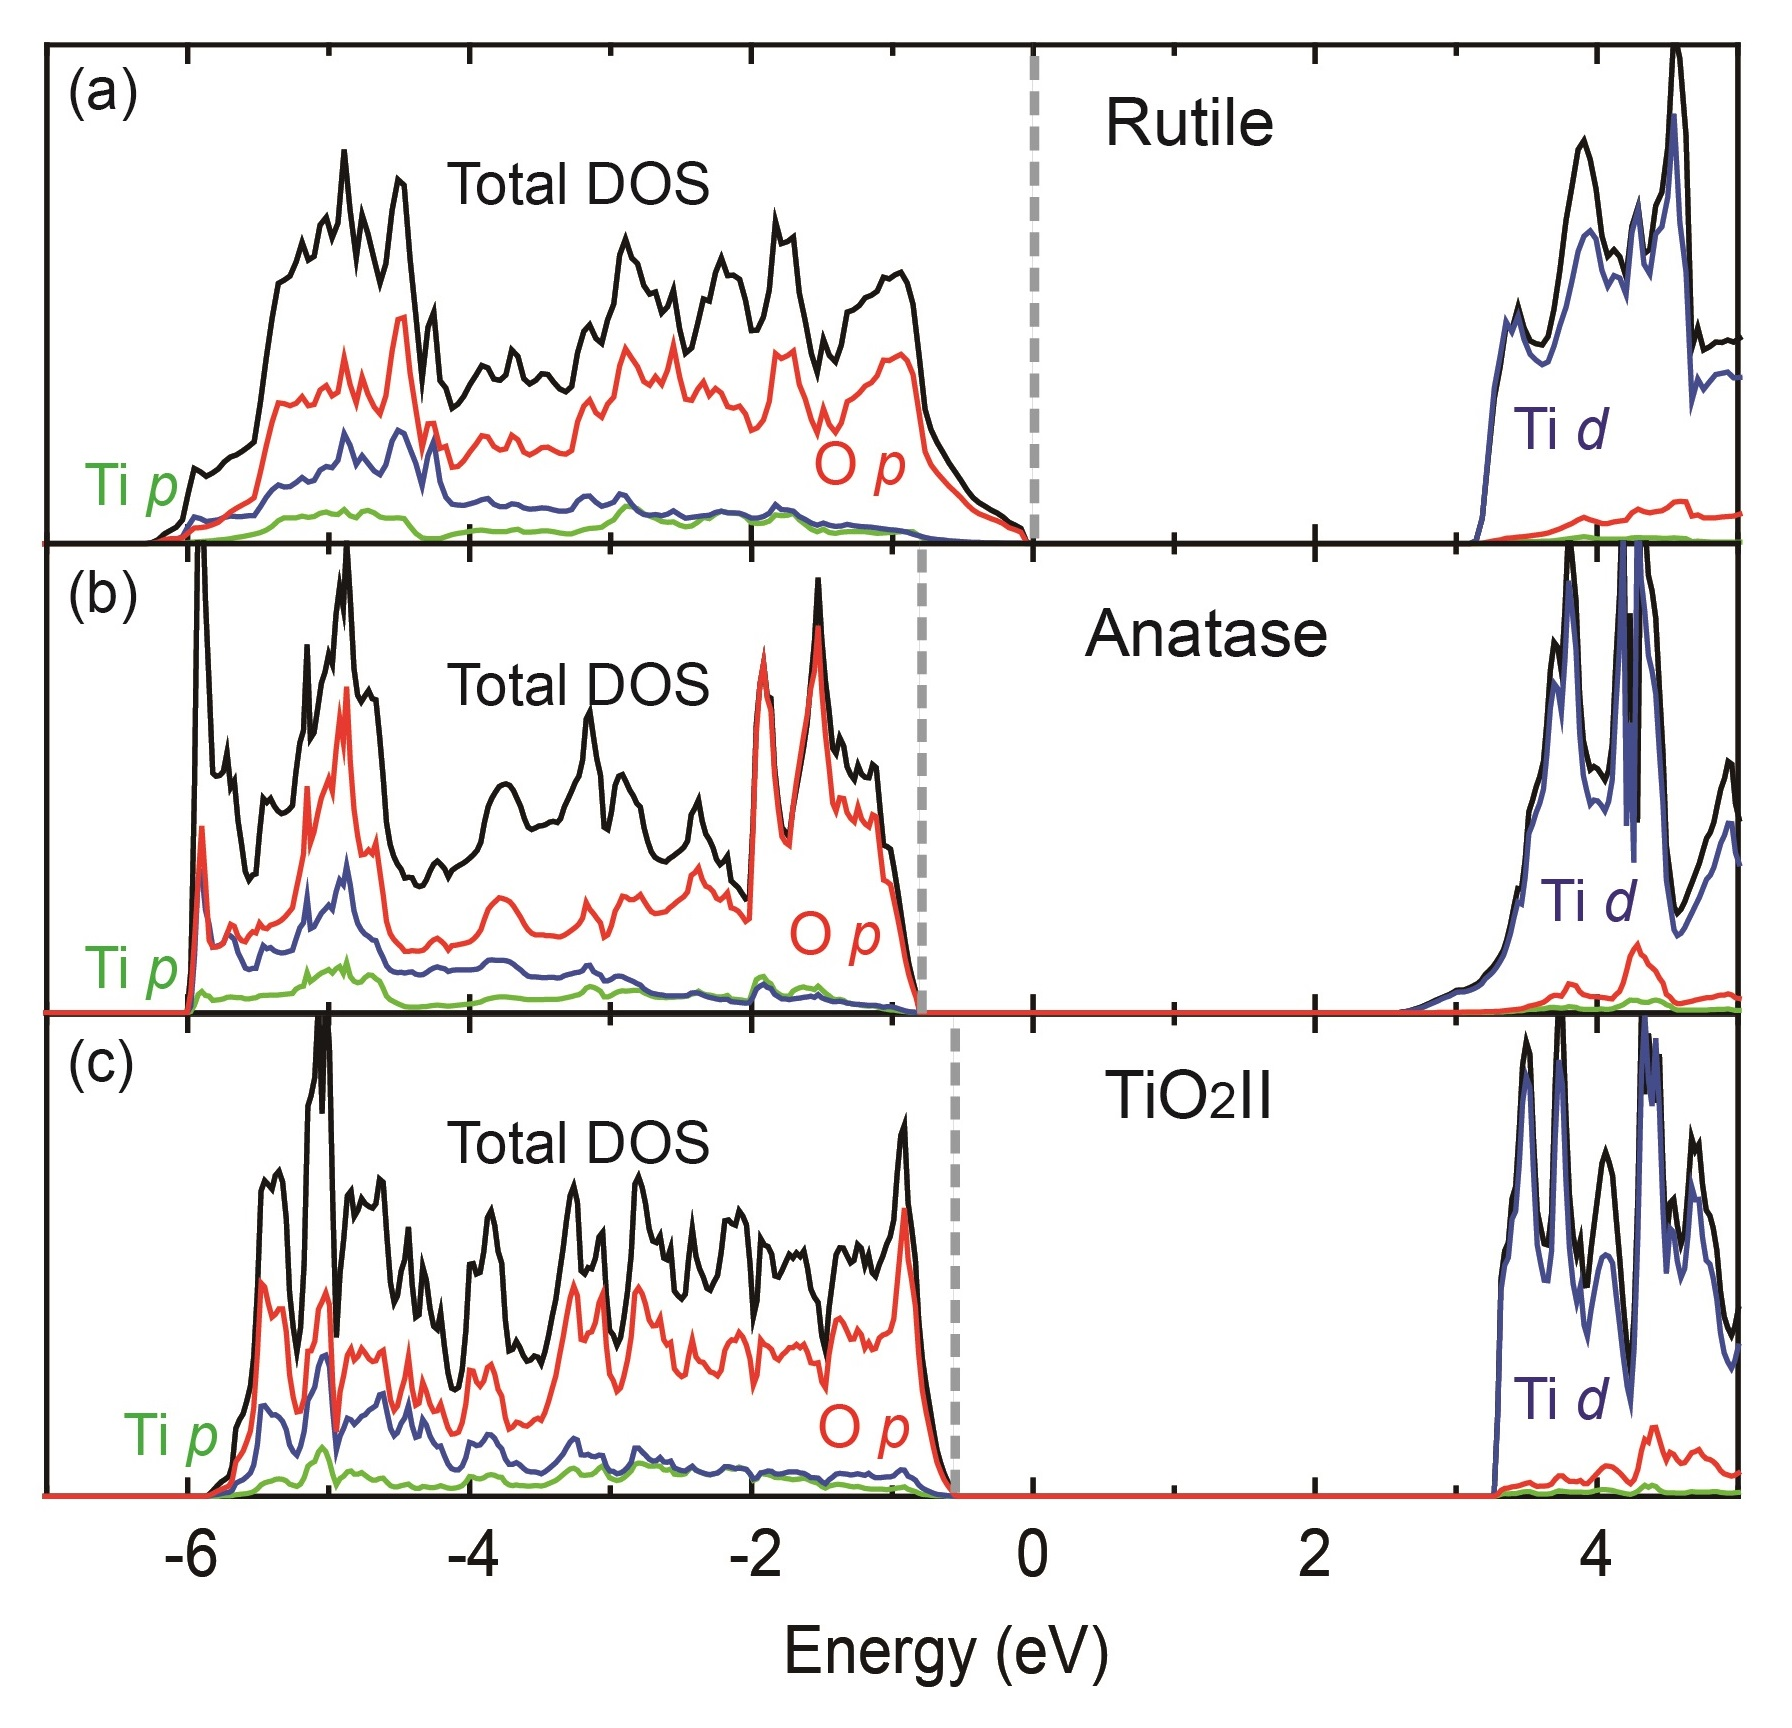 (a)
Rutile
Total DOS
Ti d
O p
Ti p
(b)
Anatase
Total DOS
Ti d
O p
Ti p
(c)
TiO2II
Total DOS
Ti d
O p
Ti p
-6 -4 -2 0 2 4
Energy (eV)